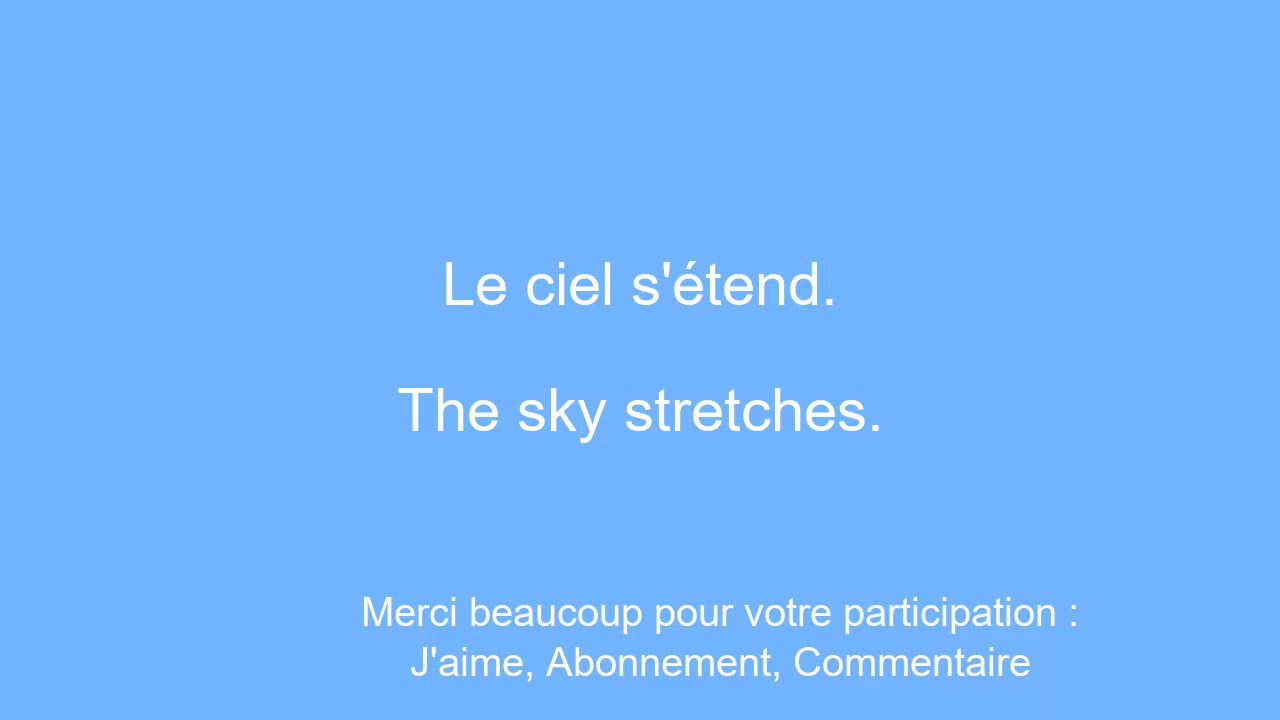 Le ciel s'étend.
The sky stretches.
Merci beaucoup pour votre participation :
J'aime, Abonnement, Commentaire